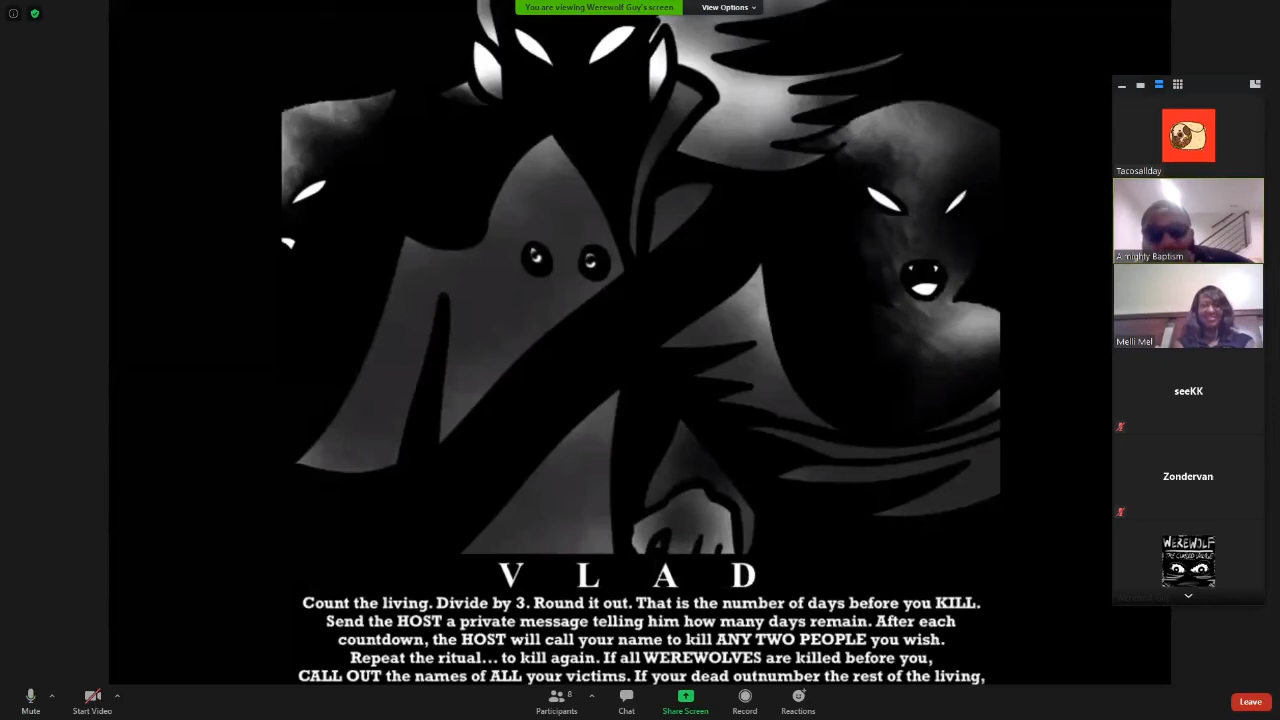 You are viewing Werewolf Guy's screen
View Options
Tacosallday
Almighty Baptism
Melli Mel
seeKK
Zondervan
WEREWOLF
VLAD
Count the living. Divide by 3. Round it out. That is the number of days before you KILL.
Send the HOST a private message telling him how many days remain. After each
countdown, the HOST will call your name to kill ANY TWO PEOPLE you wish.
Repeat the ritual... to kill again. If all WEREWOLVES are killed before you,
CALL OUT the names of ALL your victims. If your dead outnumber the rest of the living,
Mute
Start Video
Participants
8
Chat
Share Screen
Record
Reactions
Leave